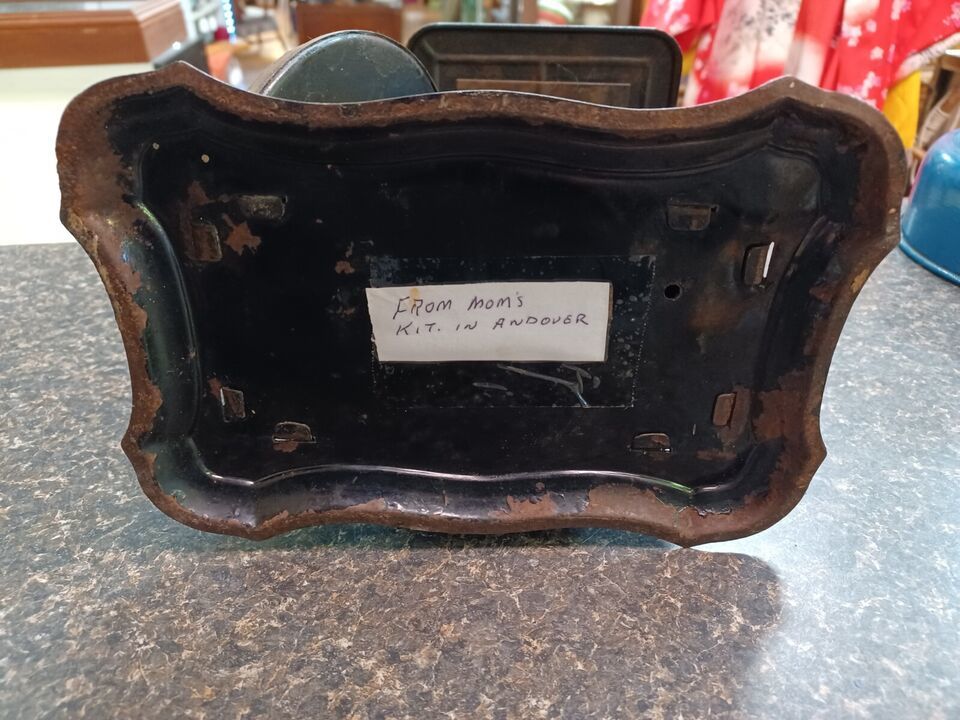 FROM MOM'S
KIT. IN ANDOVER